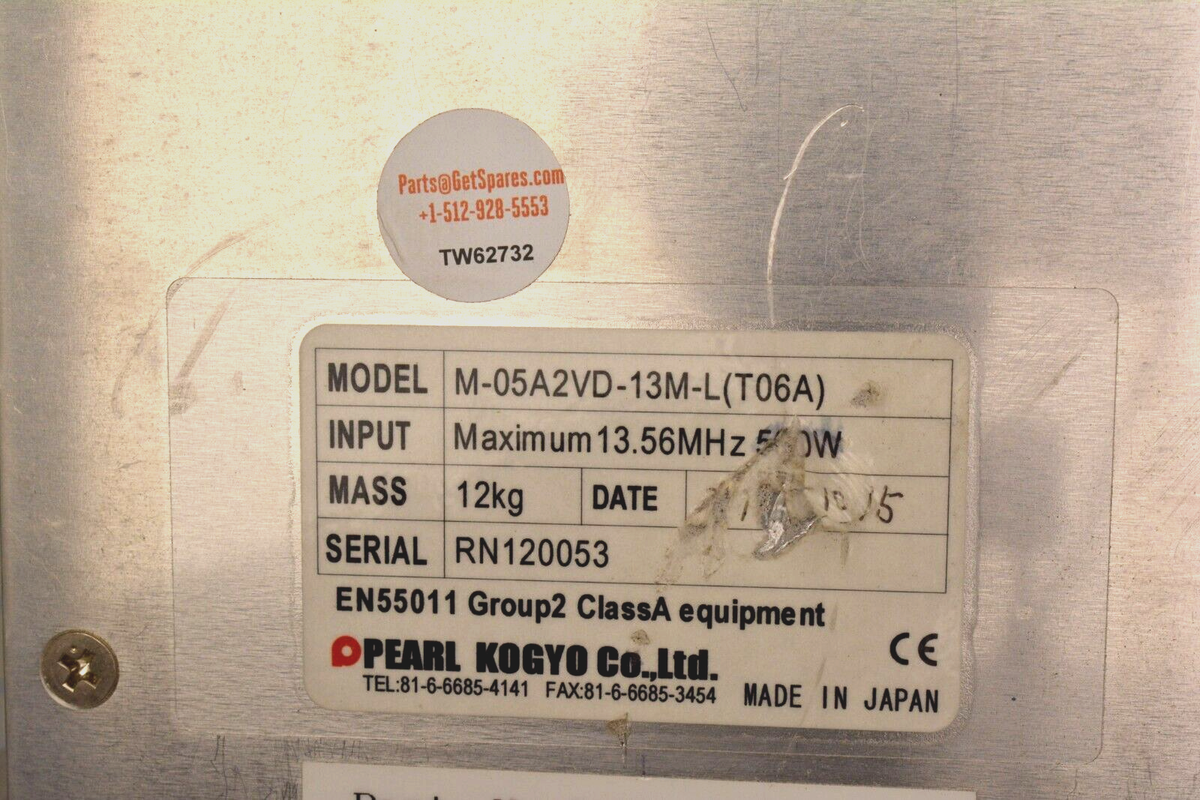 Parts@GetSpares.com
+1-512-928-5553
TW62732
MODEL M-05A2VD-13M-L(T06A)
INPUT Maximum 13.56MHz
MASS 12kg DATE
SERIAL RN120053
EN55011 Group2 ClassA equipment
CE
PEARL KOGYO Co.,Ltd.
TEL:81-6-6685-4141 FAX:81-6-6685-3454 MADE IN JAPAN